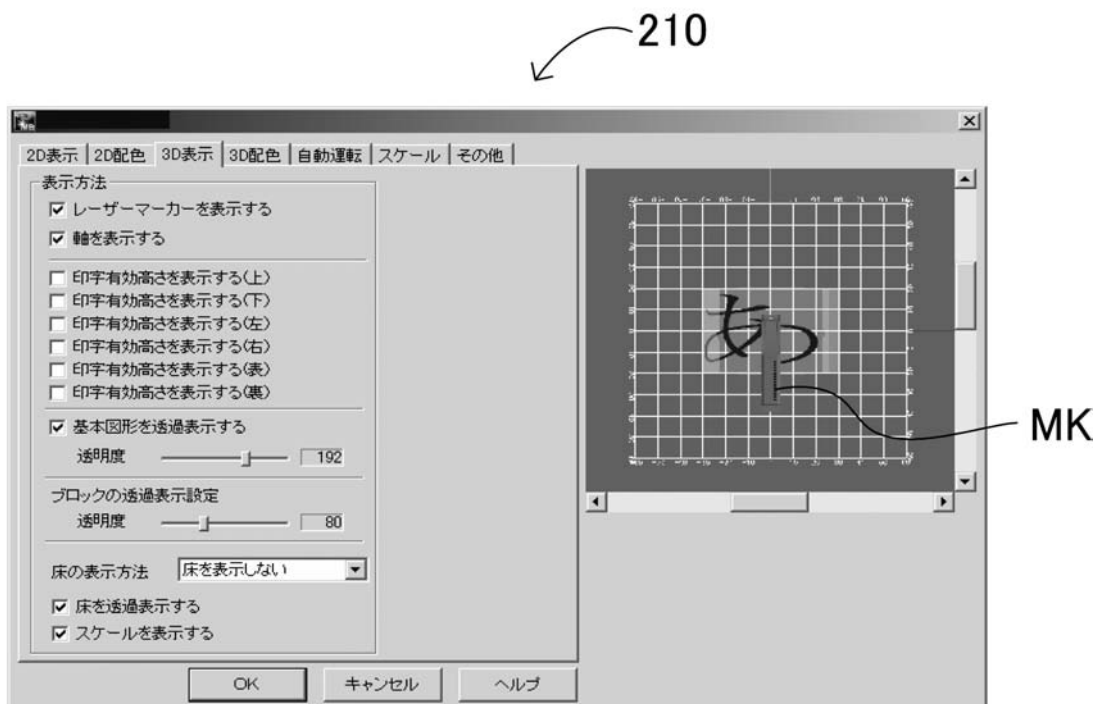 210
2D表示 2D配色 3D表示 3D配色 自動運転 スケール その他
表示方法
レーザーマーカーを表示する
軸を表示する
印字有効高さを表示する(上)
印字有効高さを表示する(下)
印字有効高さを表示する(左)
印字有効高さを表示する(右)
印字有効高さを表示する(表)
印字有効高さを表示する(裏)
基本図形を透過表示する
透明度 192
ブロックの透過表示設定
透明度 80
床の表示方法 床を表示しない
床を透過表示する
スケールを表示する
あ
MK
OK キャンセル ヘルプ